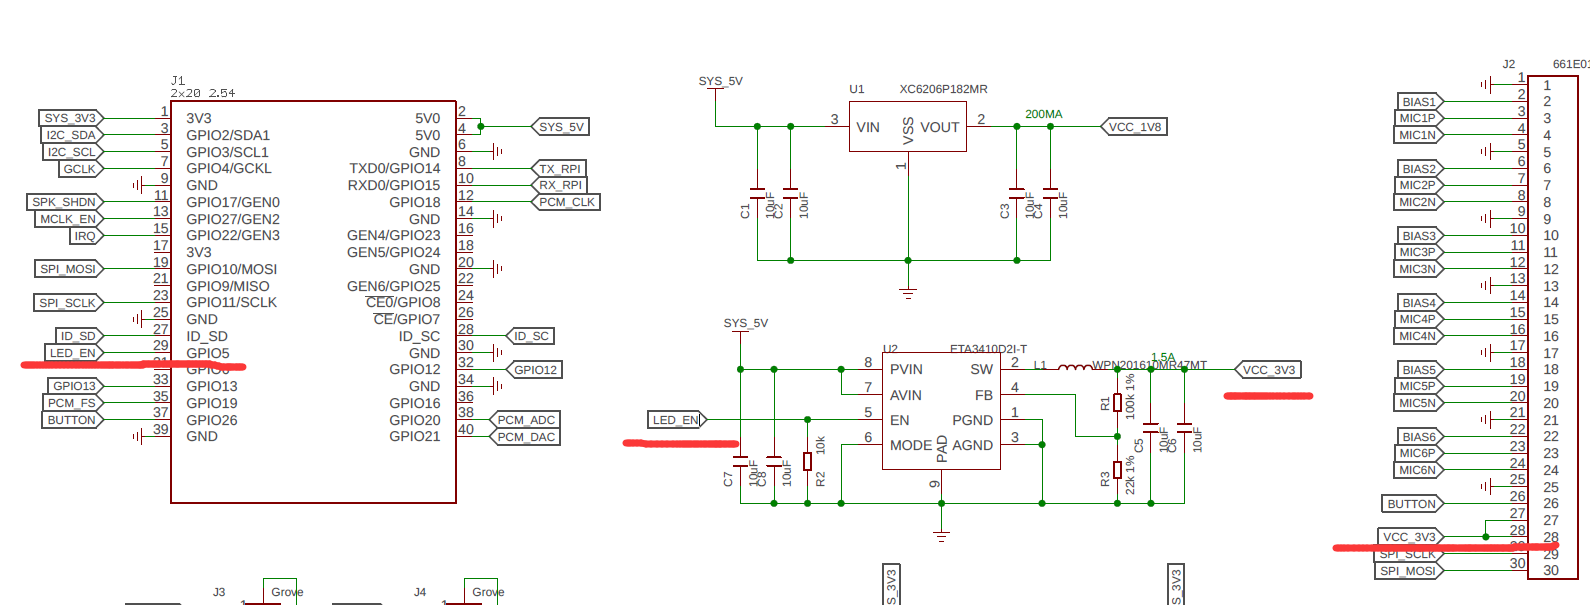 J1
2x20 2.54
SYS_3V3 1 3V3 5V0 2
I2C_SDA 3 GPIO2/SDA1 5V0 4 SYS_5V
I2C_SCL 5 GPIO3/SCL1 GND 6
GCLK 7 GPIO4/GCKL TXD0/GPIO14 8 TX_RPI
9 GND RXD0/GPIO15 10 RX_RPI
SPK_SHDN 11 GPIO17/GEN0 GPIO18 12 PCM_CLK
MCLK_EN 13 GPIO27/GEN2 GND 14
IRQ 15 GPIO22/GEN3 GEN4/GPIO23 16
17 3V3 GEN5/GPIO24 18
SPI_MOSI 19 GPIO10/MOSI GND 20
21 GPIO9/MISO GEN6/GPIO25 22
SPI_SCLK 23 GPIO11/SCLK CE0/GPIO8 24
25 GND CE/GPIO7 26
ID_SD 27 ID_SD ID_SC 28 ID_SC
LED_EN 29 GPIO5 GND 30
GPIO12 32 GPIO12
GPIO13 33 GPIO13 GND 34
PCM_FS 35 GPIO19 GPIO16 36
BUTTON 37 GPIO26 GPIO20 38 PCM_ADC
39 GND GPIO21 40 PCM_DAC
SYS_5V
U1 XC6206P182MR
3 VIN VSS VOUT 2
1
200MA
VCC_1V8
C1 10uF
C2 10uF
C3 10uF
C4 10uF
SYS_5V
U2 ETA3410D2I-T
8 PVIN SW 2
7 AVIN FB 4
5 EN PGND 1
6 MODE AGND 3
PAD
9
LED_EN
C7 10uF
C8 10uF
R2 10k
L1 WPN201610MR47MT
1.5A
VCC_3V3
R1 100k 1%
R3 22k 1%
C5 10uF
C6 10uF
J2 661E01
1 1
BIAS1 2 2
MIC1P 3 3
MIC1N 4 4
5 5
BIAS2 6 6
MIC2P 7 7
MIC2N 8 8
9 9
BIAS3 10 10
MIC3P 11 11
MIC3N 12 12
13 13
BIAS4 14 14
MIC4P 15 15
MIC4N 16 16
17 17
BIAS5 18 18
MIC5P 19 19
MIC5N 20 20
21 21
BIAS6 22 22
MIC6P 23 23
MIC6N 24 24
25 25
BUTTON 26 26
27 27
VCC_3V3 28 28
SPI_SCLK 29
SPI_MOSI 30 30
J3 Grove
1
J4 Grove
1
S_3V3
S_3V3